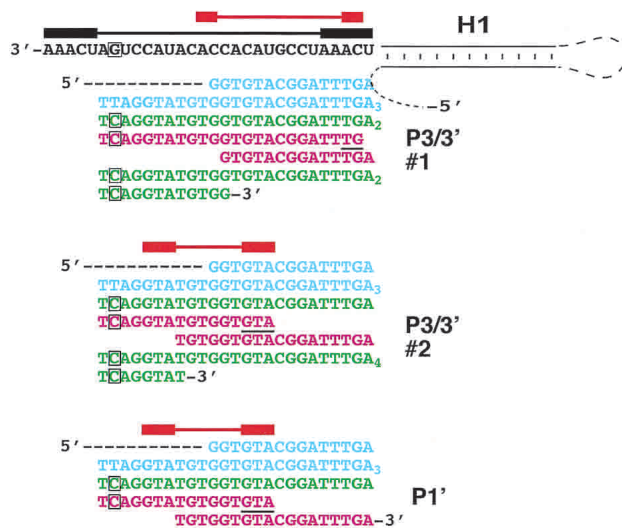 H1
3′-AAACUAGUCCAUACACCACAUGCCUAAACU
5′----------GGTGTACGGATTTGA
TTAGGTATGTGGTGTACGGATTTGA3 -5′
TCAGGTATGTGGTGTACGGATTTGA2
TCAGGTATGTGGTGTACGGATTTG P3/3′
GTGTACGGATTTGA #1
TCAGGTATGTGGTGTACGGATTTGA2
TCAGGTATGTGG-3′
5′----------GGTGTACGGATTTGA
TTAGGTATGTGGTGTACGGATTTGA3
TCAGGTATGTGGTGTACGGATTTGA
TCAGGTATGTGGTGTA P3/3′
TGTGGTGTACGGATTTGA #2
TCAGGTATGTGGTGTACGGATTTGA4
TCAGGTAT-3′
5′----------GGTGTACGGATTTGA
TTAGGTATGTGGTGTACGGATTTGA3
TCAGGTATGTGGTGTACGGATTTGA P1′
TCAGGTATGTGGTGTA
TGTGGTGTACGGATTTGA-3′